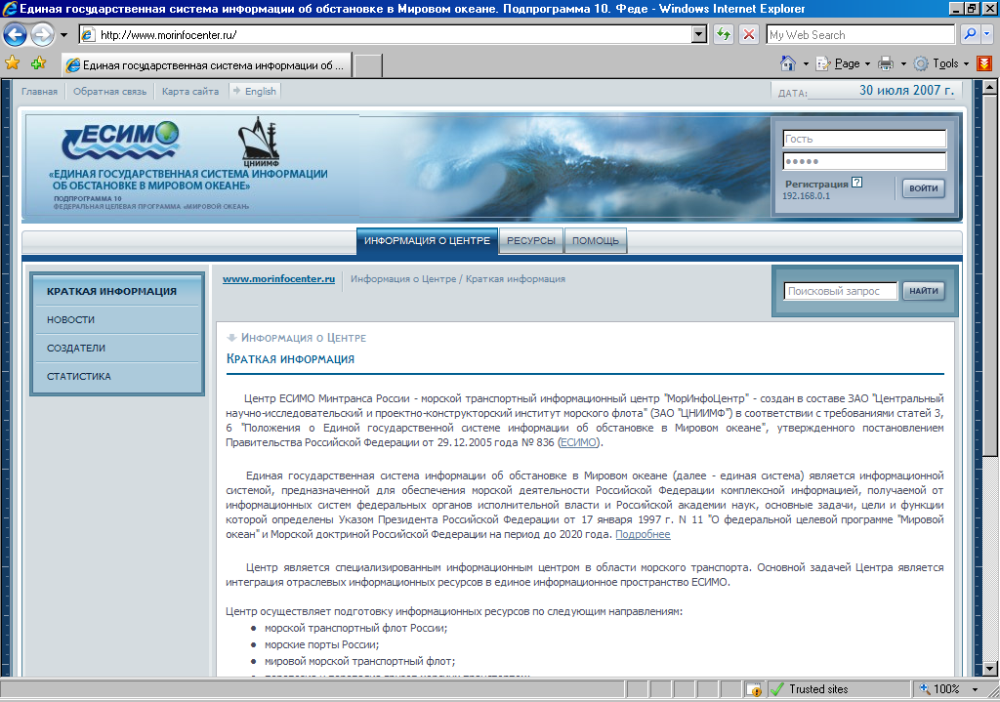 Единая государственная система информации об обстановке в Мировом океане. Подпрограмма 10. Феде - Windows Internet Explorer
http://www.morinfocenter.ru/
My Web Search
Единая государственная система информации об ...
Page
Tools
Главная
Обратная связь
Карта сайта
English
ДАТА:
30 июля 2007 г.
ЕСИМО
ЦНИИМФ
«ЕДИНАЯ ГОСУДАРСТВЕННАЯ СИСТЕМА ИНФОРМАЦИИ
ОБ ОБСТАНОВКЕ В МИРОВОМ ОКЕАНЕ»
ПОДПРОГРАММА 10
ФЕДЕРАЛЬНАЯ ЦЕЛЕВАЯ ПРОГРАММА «МИРОВОЙ ОКЕАН»
Гость
Регистрация ?
192.168.0.1
ВОЙТИ
ИНФОРМАЦИЯ О ЦЕНТРЕ
РЕСУРСЫ
ПОМОЩЬ
КРАТКАЯ ИНФОРМАЦИЯ
НОВОСТИ
СОЗДАТЕЛИ
СТАТИСТИКА
www.morinfocenter.ru
Информация о Центре / Краткая информация
Поисковый запрос
НАЙТИ
Информация о Центре
Краткая информация
Центр ЕСИМО Минтранса России - морской транспортный информационный центр "МорИнфоЦентр" - создан в составе ЗАО "Центральный
научно-исследовательский и проектно-конструкторский институт морского флота" (ЗАО "ЦНИИМФ") в соответствии с требованиями статей 3,
6 "Положения о Единой государственной системе информации об обстановке в Мировом океане", утвержденного постановлением
Правительства Российской Федерации от 29.12.2005 года № 836 (ЕСИМО).
Единая государственная система информации об обстановке в Мировом океане (далее - единая система) является информационной
системой, предназначенной для обеспечения морской деятельности Российской Федерации комплексной информацией, получаемой от
информационных систем федеральных органов исполнительной власти и Российской академии наук, основные задачи, цели и функции
которой определены Указом Президента Российской Федерации от 17 января 1997 г. N 11 "О федеральной целевой программе "Мировой
океан" и Морской доктриной Российской Федерации на период до 2020 года. Подробнее
Центр является специализированным информационным центром в области морского транспорта. Основной задачей Центра является
интеграция отраслевых информационных ресурсов в единое информационное пространство ЕСИМО.
Центр осуществляет подготовку информационных ресурсов по следующим направлениям:
• морской транспортный флот России;
• морские порты России;
• мировой морской транспортный флот;
Trusted sites
100%